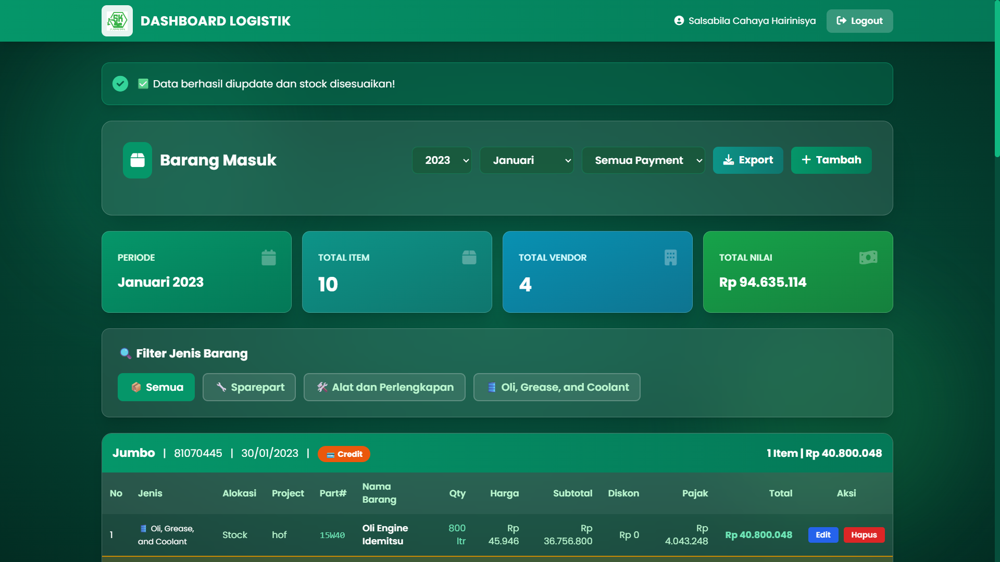 SK
DASHBOARD LOGISTIK
Salsabila Cahaya Hairinisya
Logout
Data berhasil diupdate dan stock disesuaikan!
Barang Masuk
2023
Januari
Semua Payment
Export
Tambah
PERIODE
Januari 2023
TOTAL ITEM
10
TOTAL VENDOR
4
TOTAL NILAI
Rp 94.635.114
Filter Jenis Barang
Semua
Sparepart
Alat dan Perlengkapan
Oli, Grease, and Coolant
Jumbo | 81070445 | 30/01/2023 | Credit
1 Item | Rp 40.800.048
No
Jenis
Alokasi
Project
Part#
Nama
Barang
Qty
Harga
Subtotal
Diskon
Pajak
Total
Aksi
1
Oli, Grease,
and Coolant
Stock
hof
15W40
Oli Engine
Idemitsu
800
ltr
Rp
45.946
Rp
36.756.800
Rp 0
Rp
4.043.248
Rp 40.800.048
Edit
Hapus